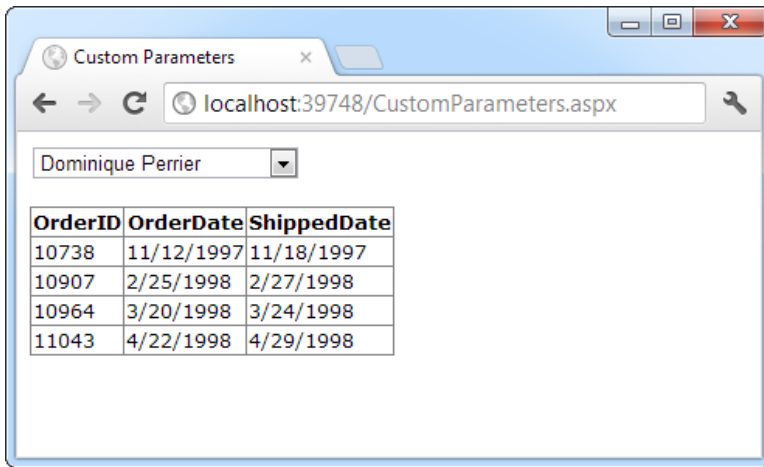 Custom Parameters
localhost:39748/CustomParameters.aspx
Dominique Perrier
OrderID OrderDate ShippedDate
10738 11/12/1997 11/18/1997
10907 2/25/1998 2/27/1998
10964 3/20/1998 3/24/1998
11043 4/22/1998 4/29/1998